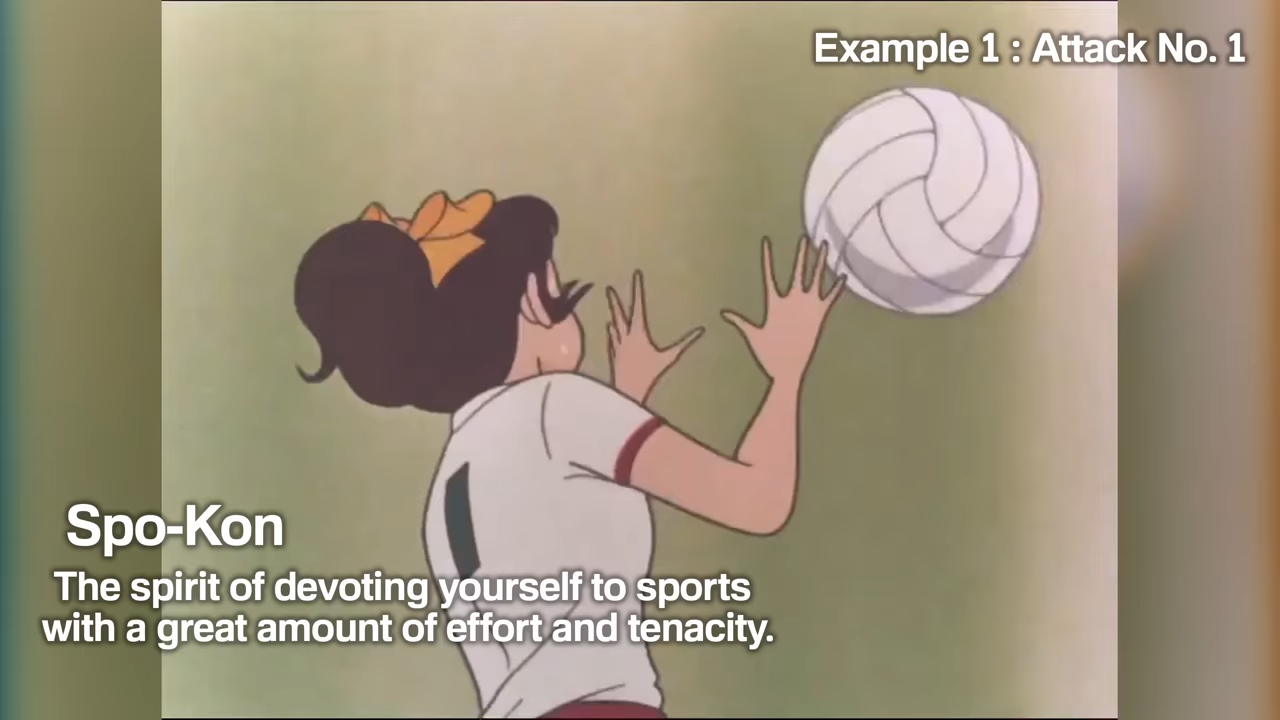 Example 1 : Attack No. 1
Spo-Kon
The spirit of devoting yourself to sports
with a great amount of effort and tenacity.